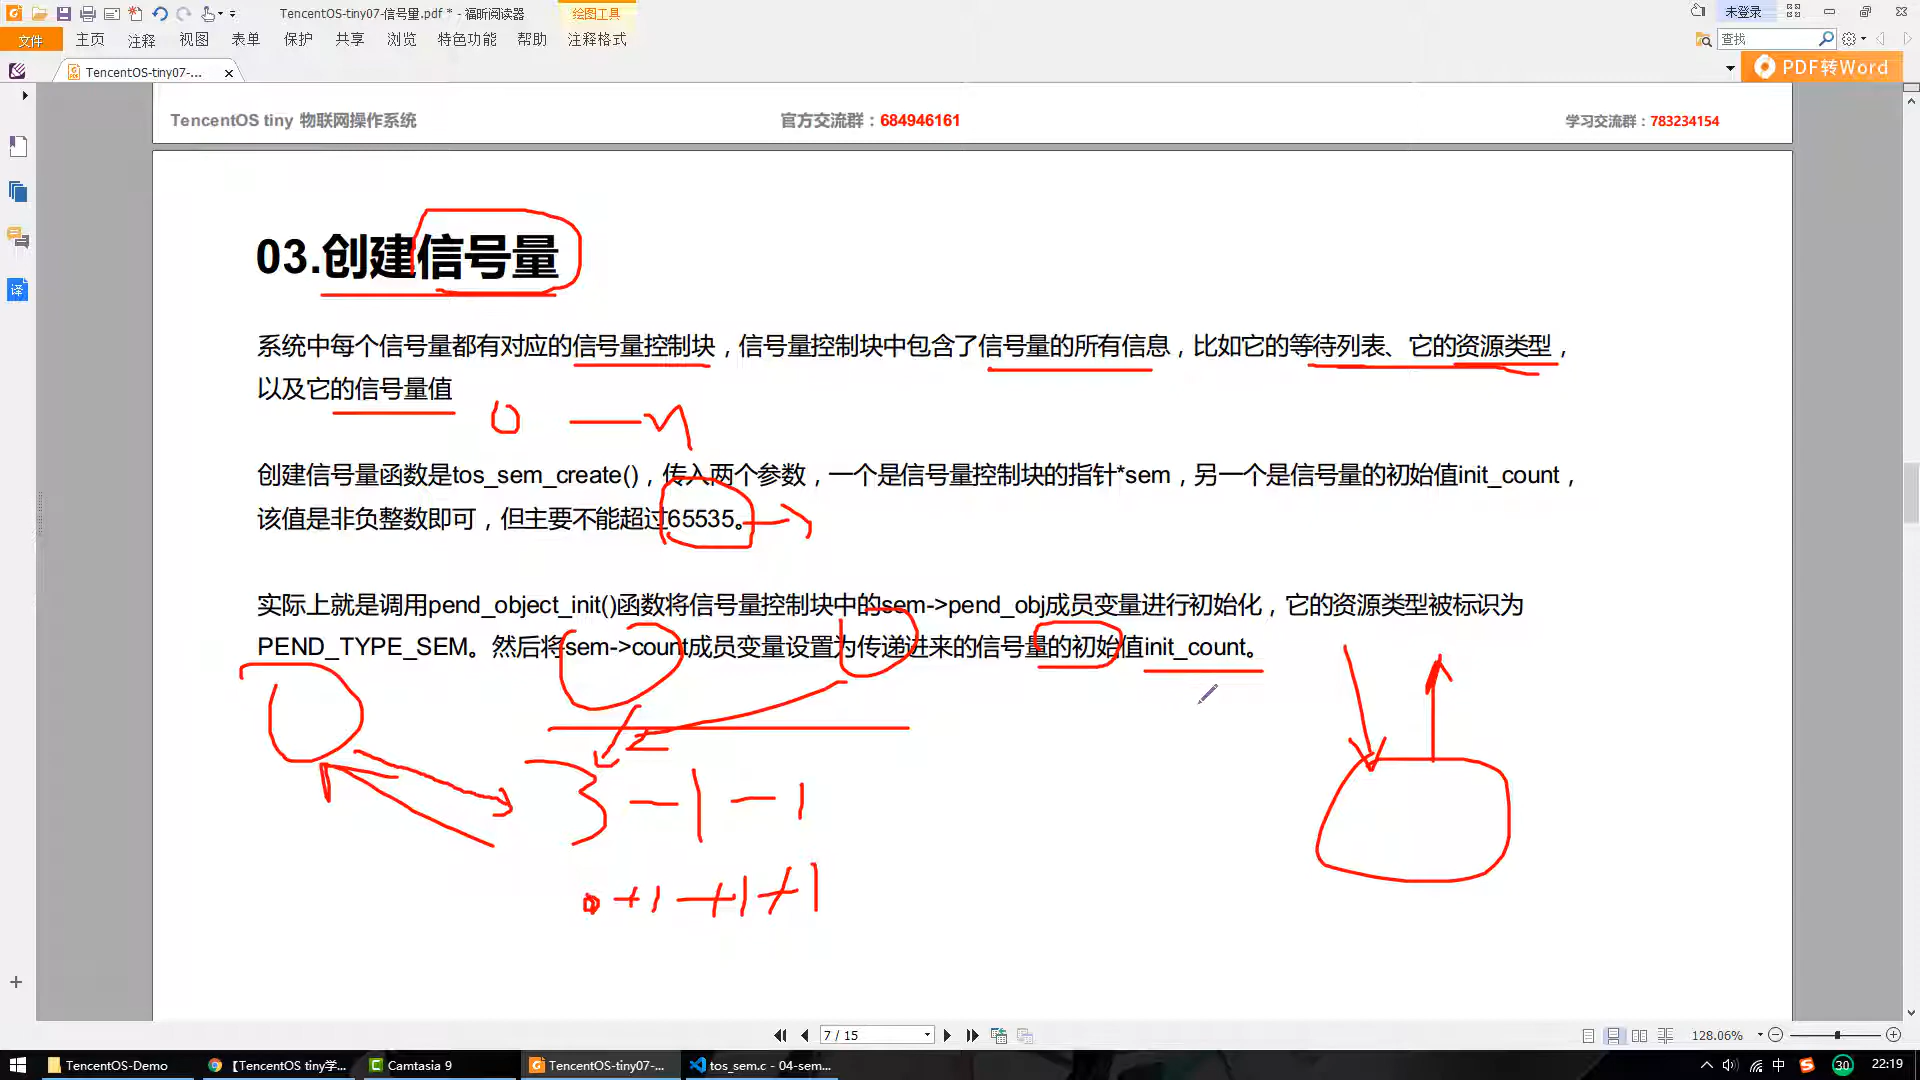 TencentOS-tiny07-信号量.pdf * - 福昕阅读器
绘图工具
未登录
文件 主页 注释 视图 表单 保护 共享 浏览 特色功能 帮助 注释格式
查找
TencentOS-tiny07-...
PDF转Word
TencentOS tiny 物联网操作系统 官方交流群：684946161 学习交流群：783234154
03.创建信号量
系统中每个信号量都有对应的信号量控制块，信号量控制块中包含了信号量的所有信息，比如它的等待列表、它的资源类型，
以及它的信号量值
0 — n
创建信号量函数是tos_sem_create()，传入两个参数，一个是信号量控制块的指针*sem，另一个是信号量的初始值init_count，
该值是非负整数即可，但主要不能超过65535。
实际上就是调用pend_object_init()函数将信号量控制块中的sem->pend_obj成员变量进行初始化，它的资源类型被标识为
PEND_TYPE_SEM。然后将sem->count成员变量设置为传递进来的信号量的初始值init_count。
3 - 1 - 1
0 +1 +1 +1
译
7 / 15
128.06%
TencentOS-Demo
【TencentOS tiny学...
Camtasia 9
TencentOS-tiny07-...
tos_sem.c - 04-sem...
中
30
22:19